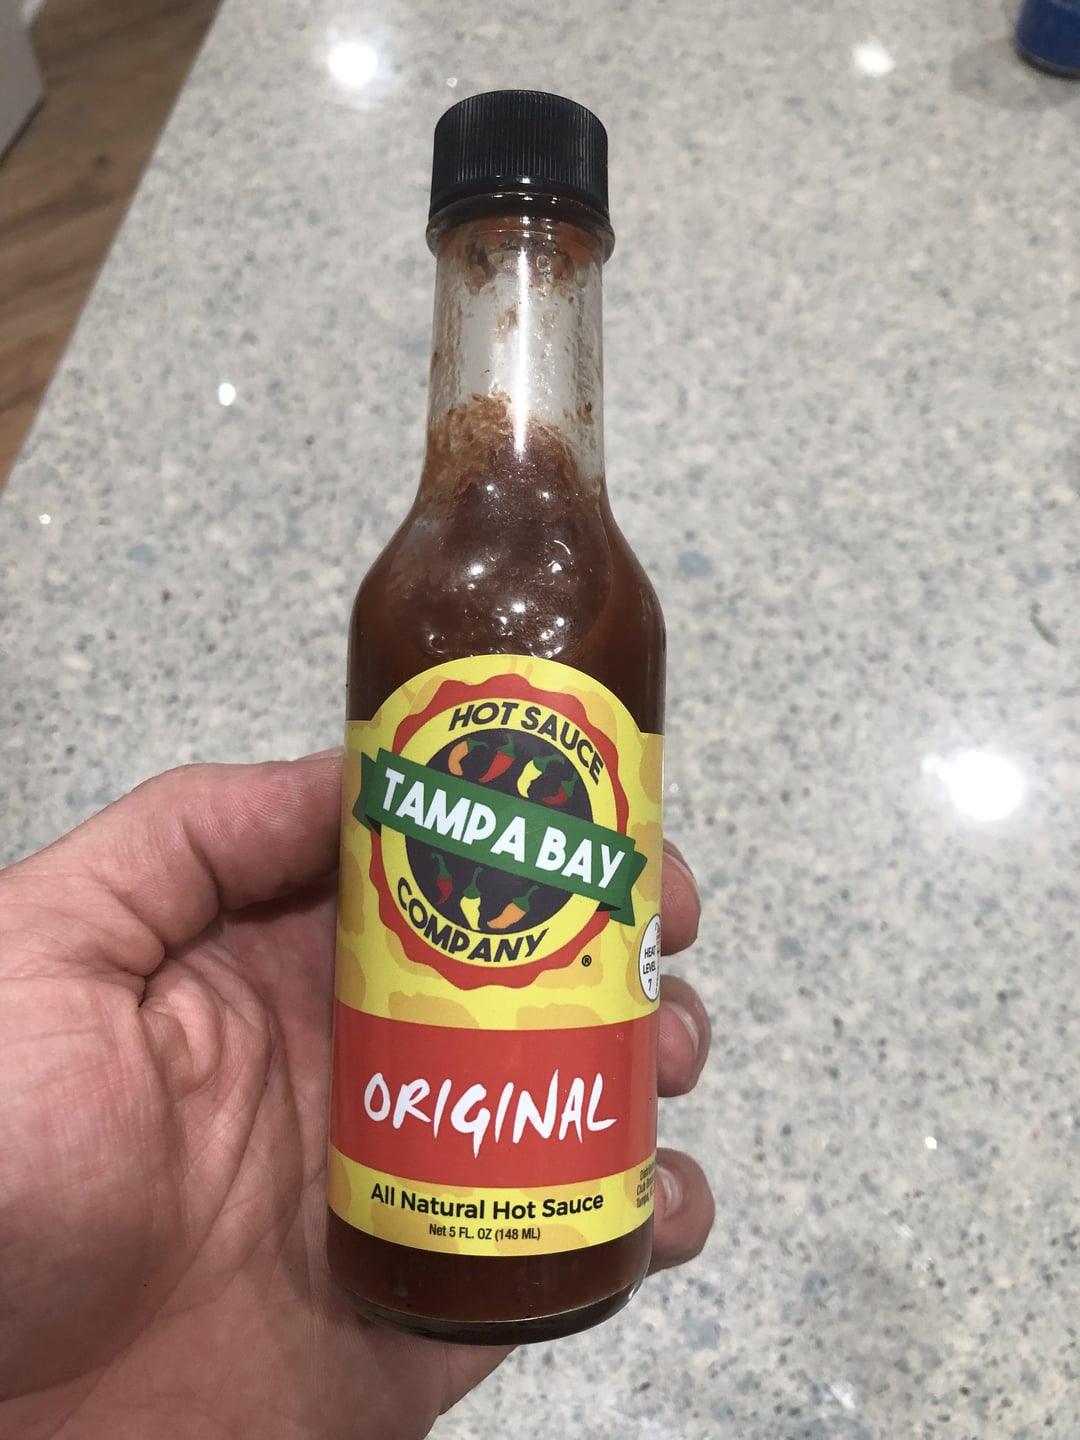 HOT SAUCE
TAMPA BAY
COMPANY
®
HEAT
LEVEL
7
ORIGINAL
All Natural Hot Sauce
Net 5 FL. OZ (148 ML)
Tampa